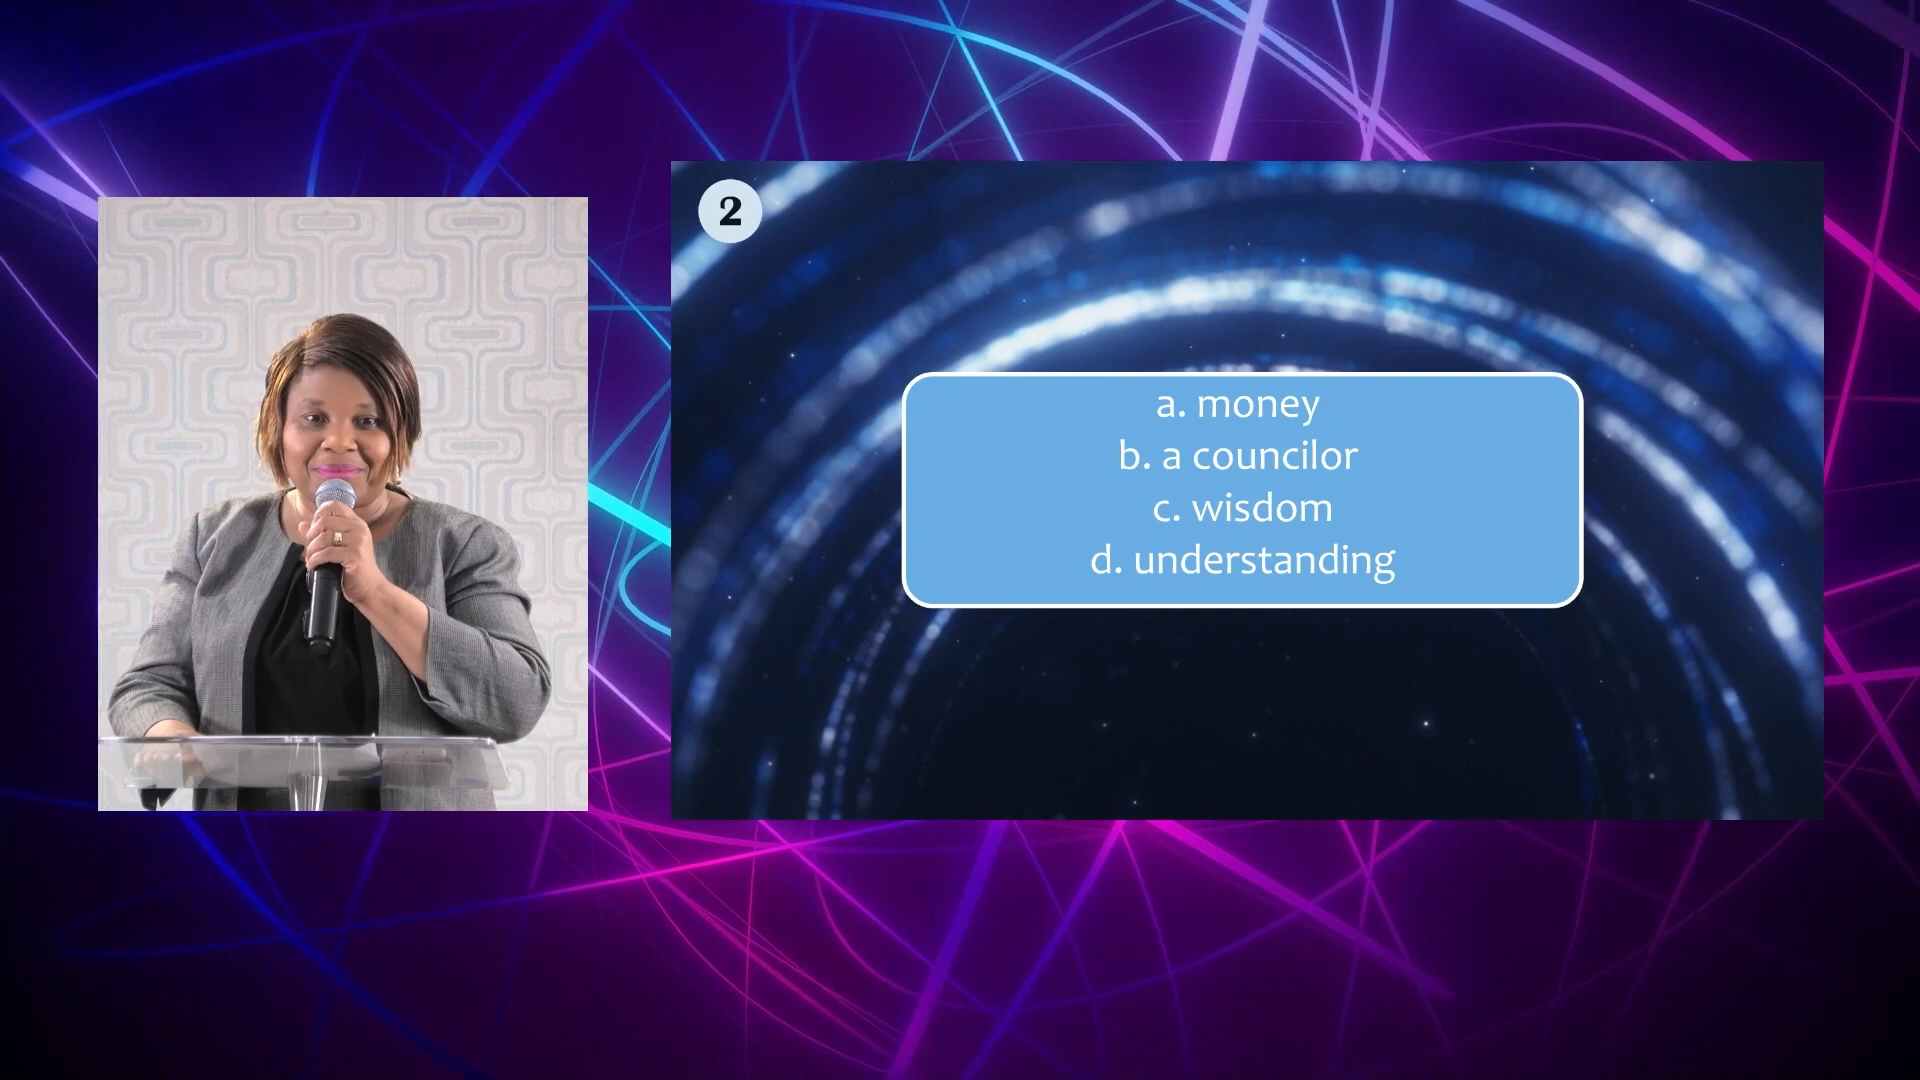 2
a. money
b. a councilor
c. wisdom
d. understanding